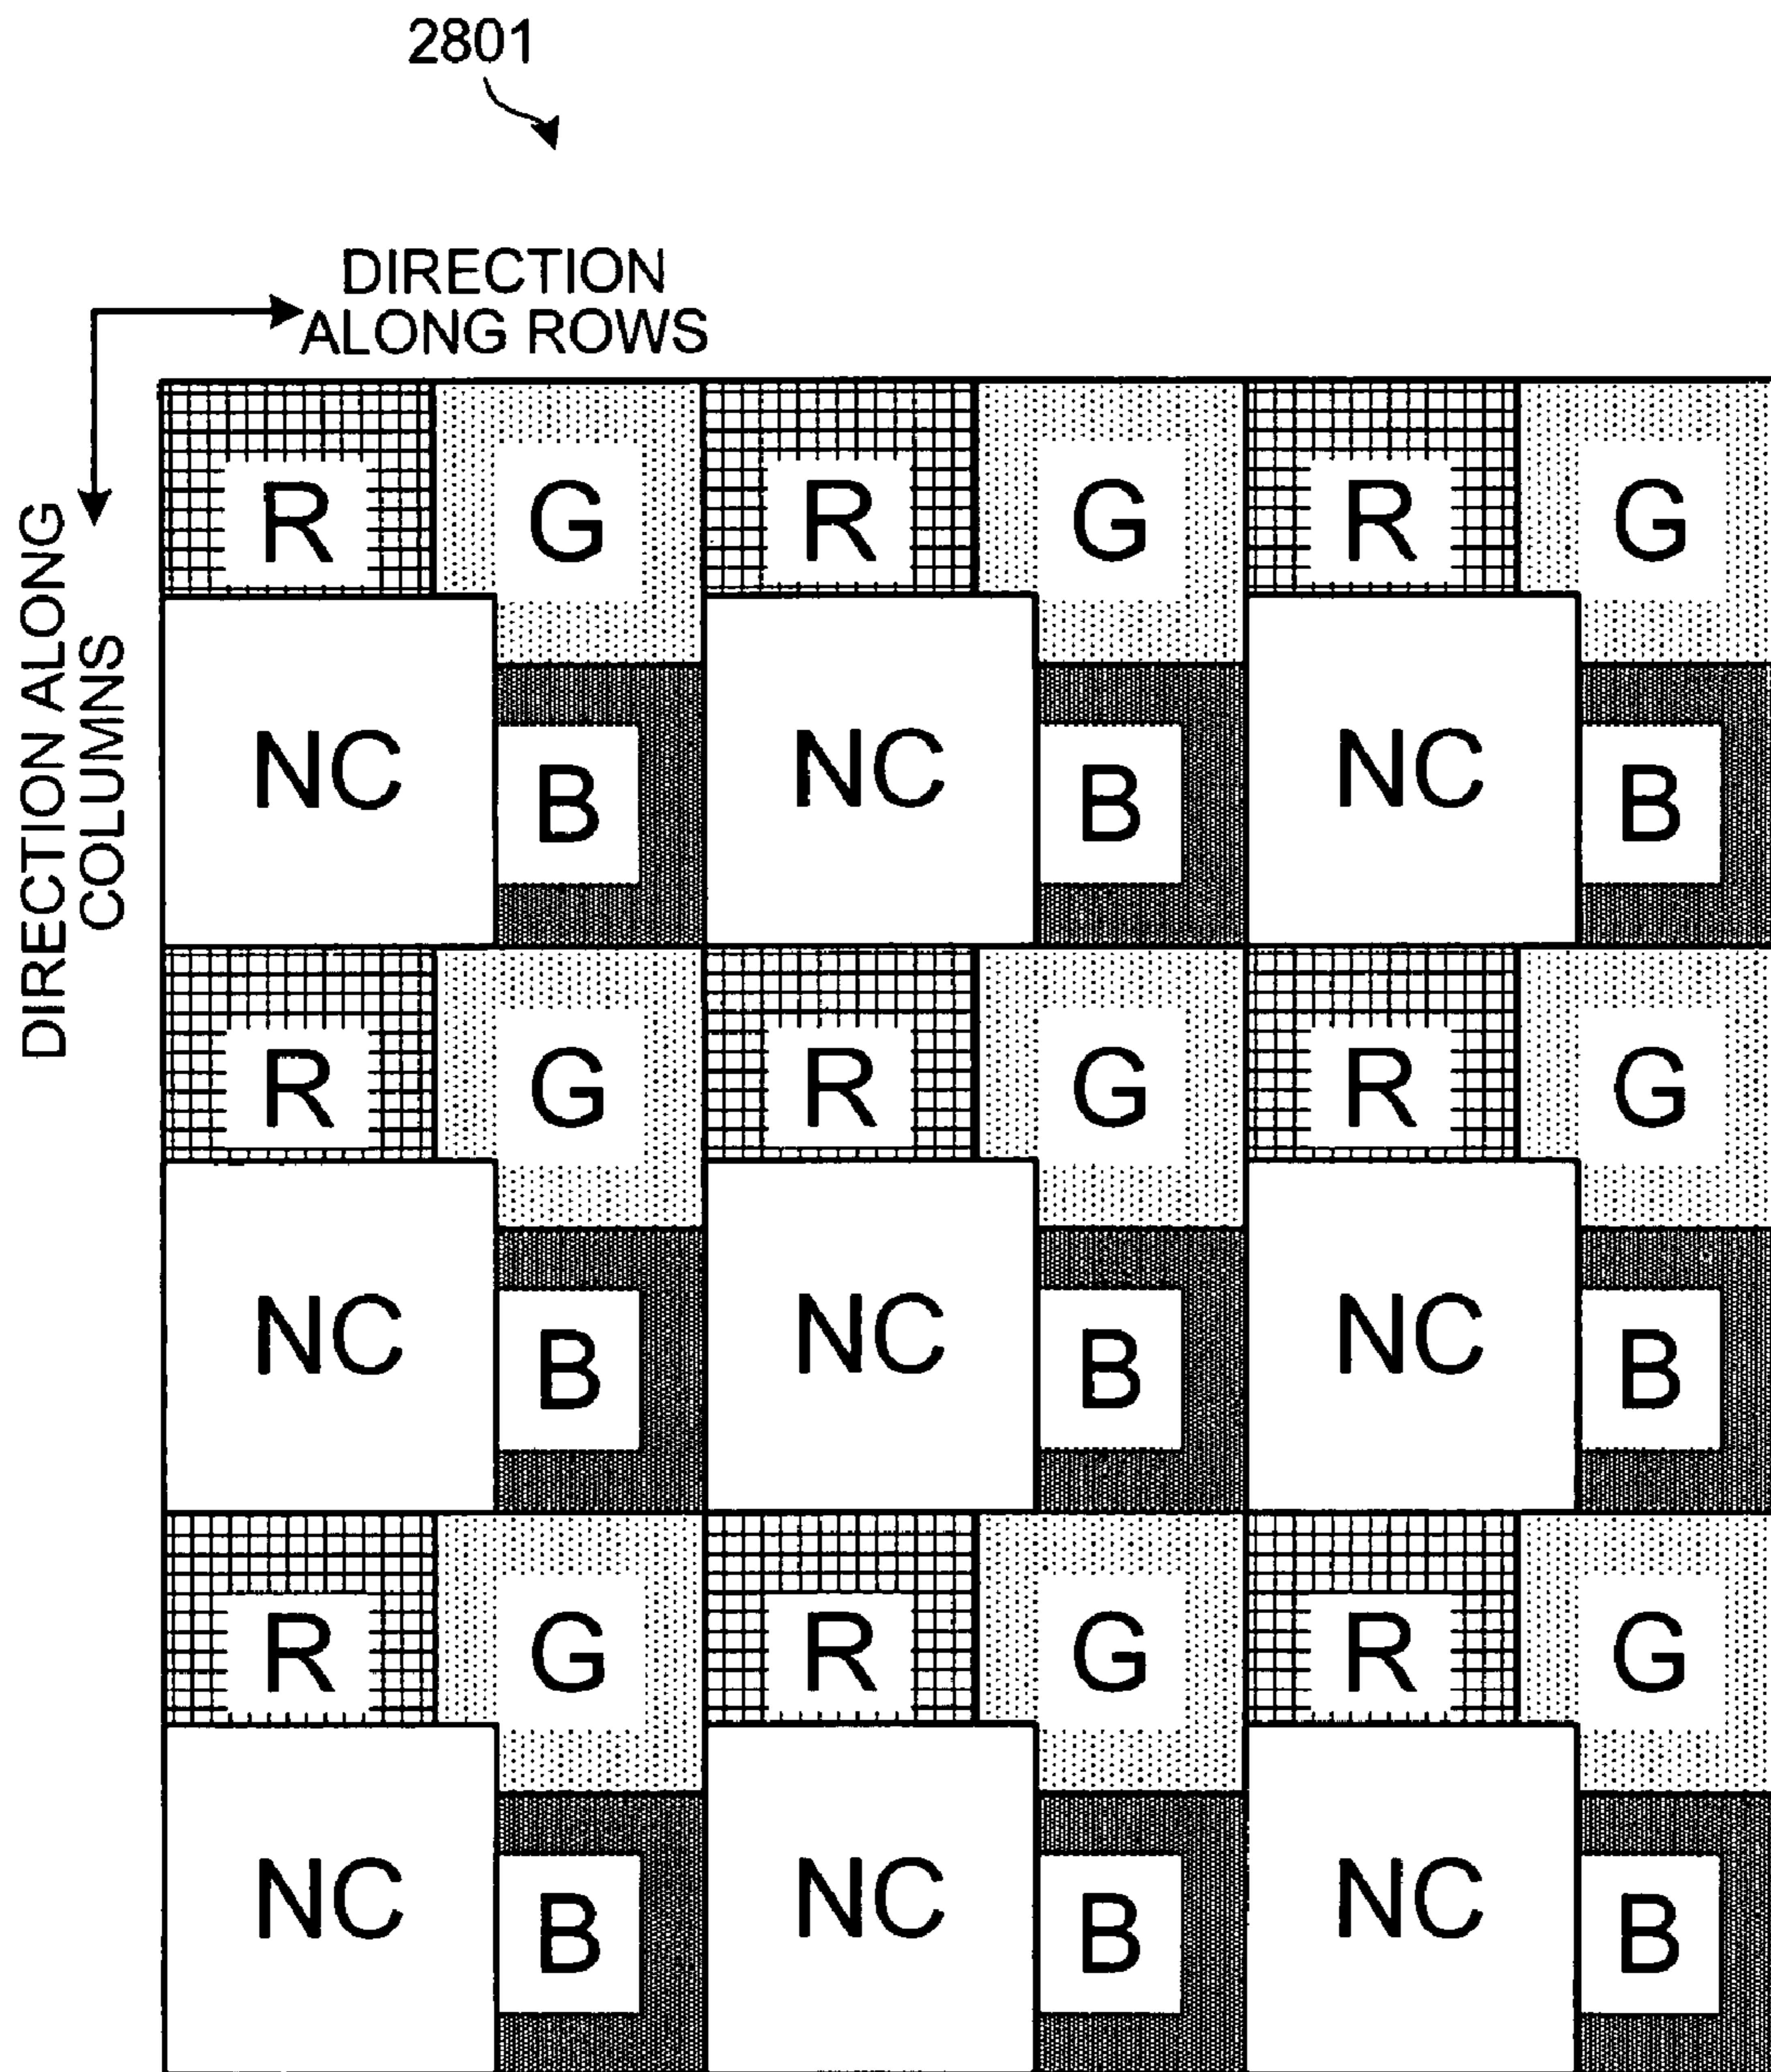 2801
DIRECTION
ALONG ROWS
DIRECTION ALONG
COLUMNS
R G R G R G
NC B NC B NC B
R G R G R G
NC B NC B NC B
R G R G R G
NC B NC B NC B